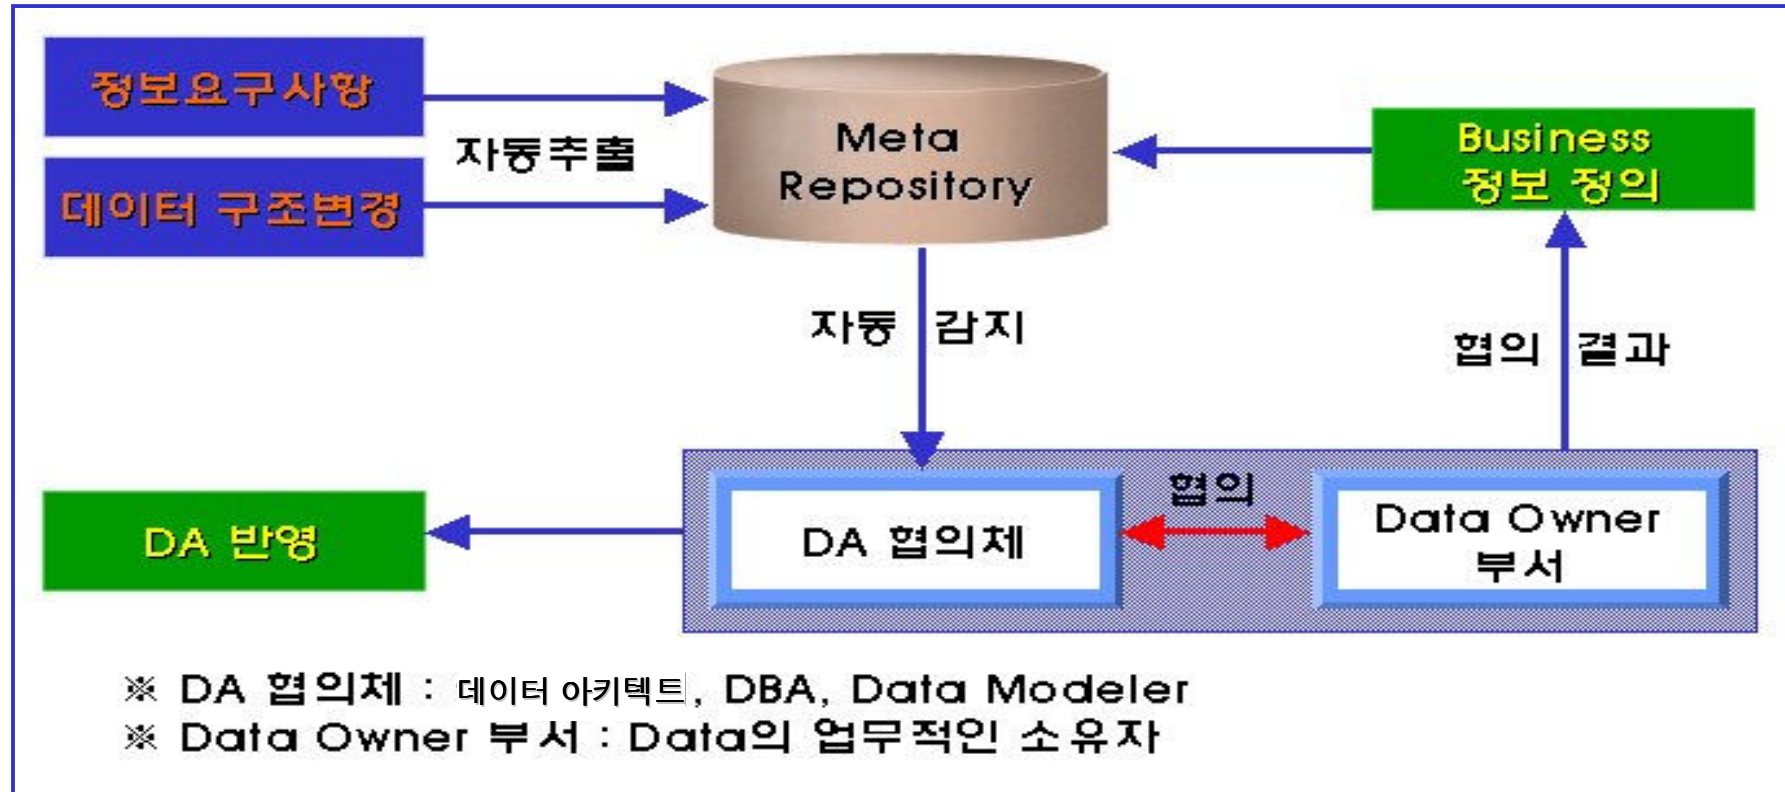 정보요구사항
데이터 구조변경
자동추출
Meta
Repository
Business
정보 정의
자동 감지
협의 결과
DA 반영
DA 협의체
협의
Data Owner
부서
※ DA 협의체 : 데이터 아키텍트, DBA, Data Modeler
※ Data Owner 부서 : Data의 업무적인 소유자